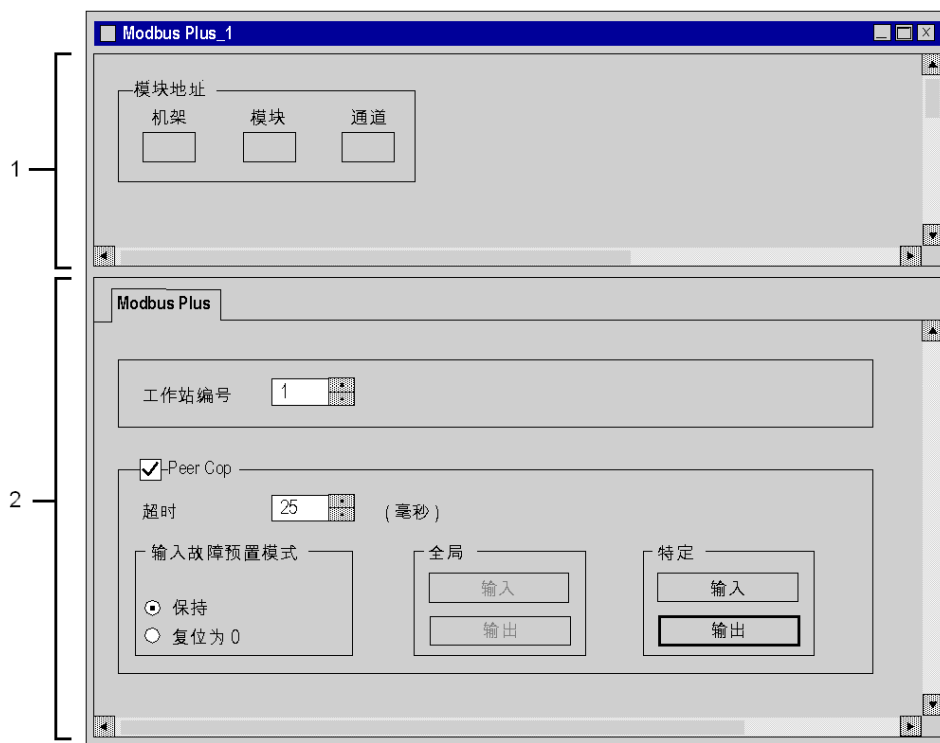 Modbus Plus_1
模块地址
机架 模块 通道
1
Modbus Plus
工作站编号 1
Peer Cop
2
超时 25 (毫秒)
输入故障预置模式 全局 特定
输入 输入
保持
输出 输出
复位为 0